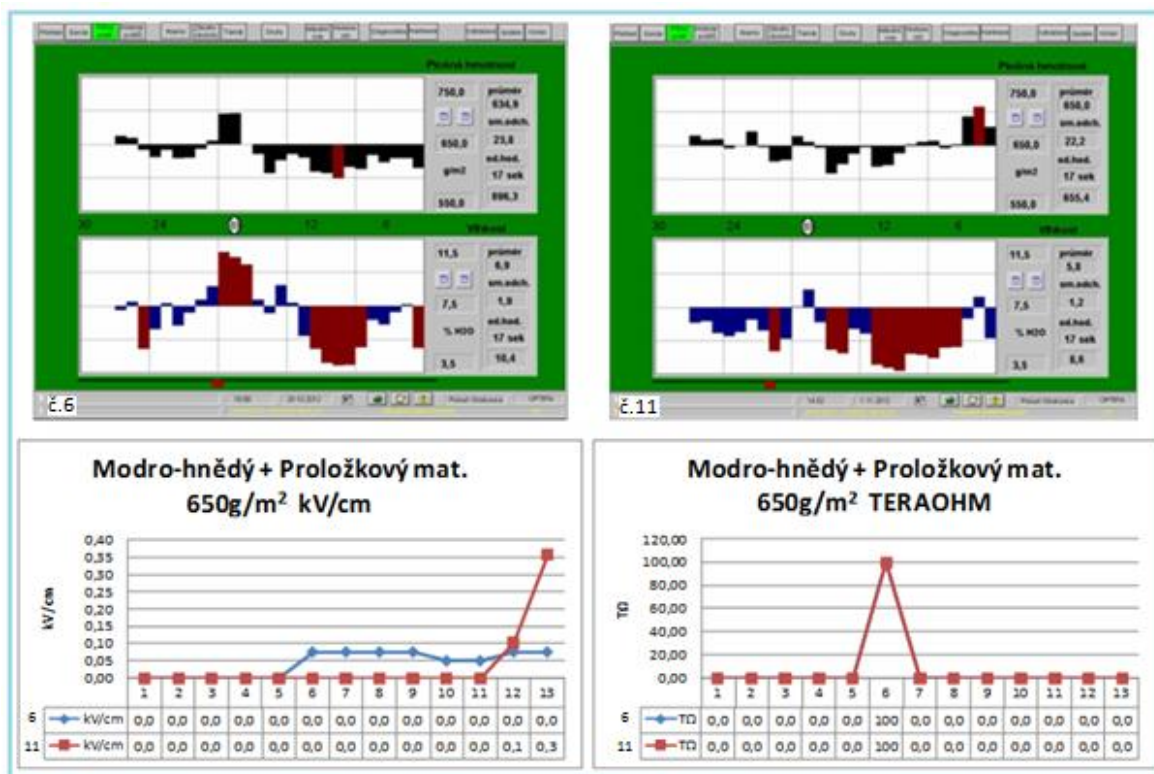 Plošná hmotnost
750,0
průměr
634,9
sm.odch.
650,0
23,8
g/m2
od.hod.
17 sek
550,0
696,3
30 24 12 6
Vlhkost
11,5
průměr
6,9
sm.odch.
7,5
1,9
od.hod.
% H2O
17 sek
3,5
10,4
č.6
Plošná hmotnost
750,0
průměr
650,0
sm.odch.
650,0
22,2
g/m2
od.hod.
17 sek
550,0
655,4
30 24 12 6
Vlhkost
11,5
průměr
5,8
sm.odch.
7,5
1,2
od.hod.
% H2O
17 sek
3,5
8,6
č.11
Modro-hnědý + Proložkový mat.
650g/m² kV/cm
kV/cm
0,40
0,35
0,30
0,25
0,20
0,15
0,10
0,05
0,00
1 2 3 4 5 6 7 8 9 10 11 12 13
6 kV/cm 0,0 0,0 0,0 0,0 0,0 0,0 0,0 0,0 0,0 0,0 0,0 0,0 0,0
11 kV/cm 0,0 0,0 0,0 0,0 0,0 0,0 0,0 0,0 0,0 0,0 0,0 0,1 0,3
Modro-hnědý + Proložkový mat.
650g/m² TERAOHM
TΩ
120,00
100,00
80,00
60,00
40,00
20,00
0,00
1 2 3 4 5 6 7 8 9 10 11 12 13
6 TΩ 0,0 0,0 0,0 0,0 0,0 100 0,0 0,0 0,0 0,0 0,0 0,0 0,0
11 TΩ 0,0 0,0 0,0 0,0 0,0 100 0,0 0,0 0,0 0,0 0,0 0,0 0,0